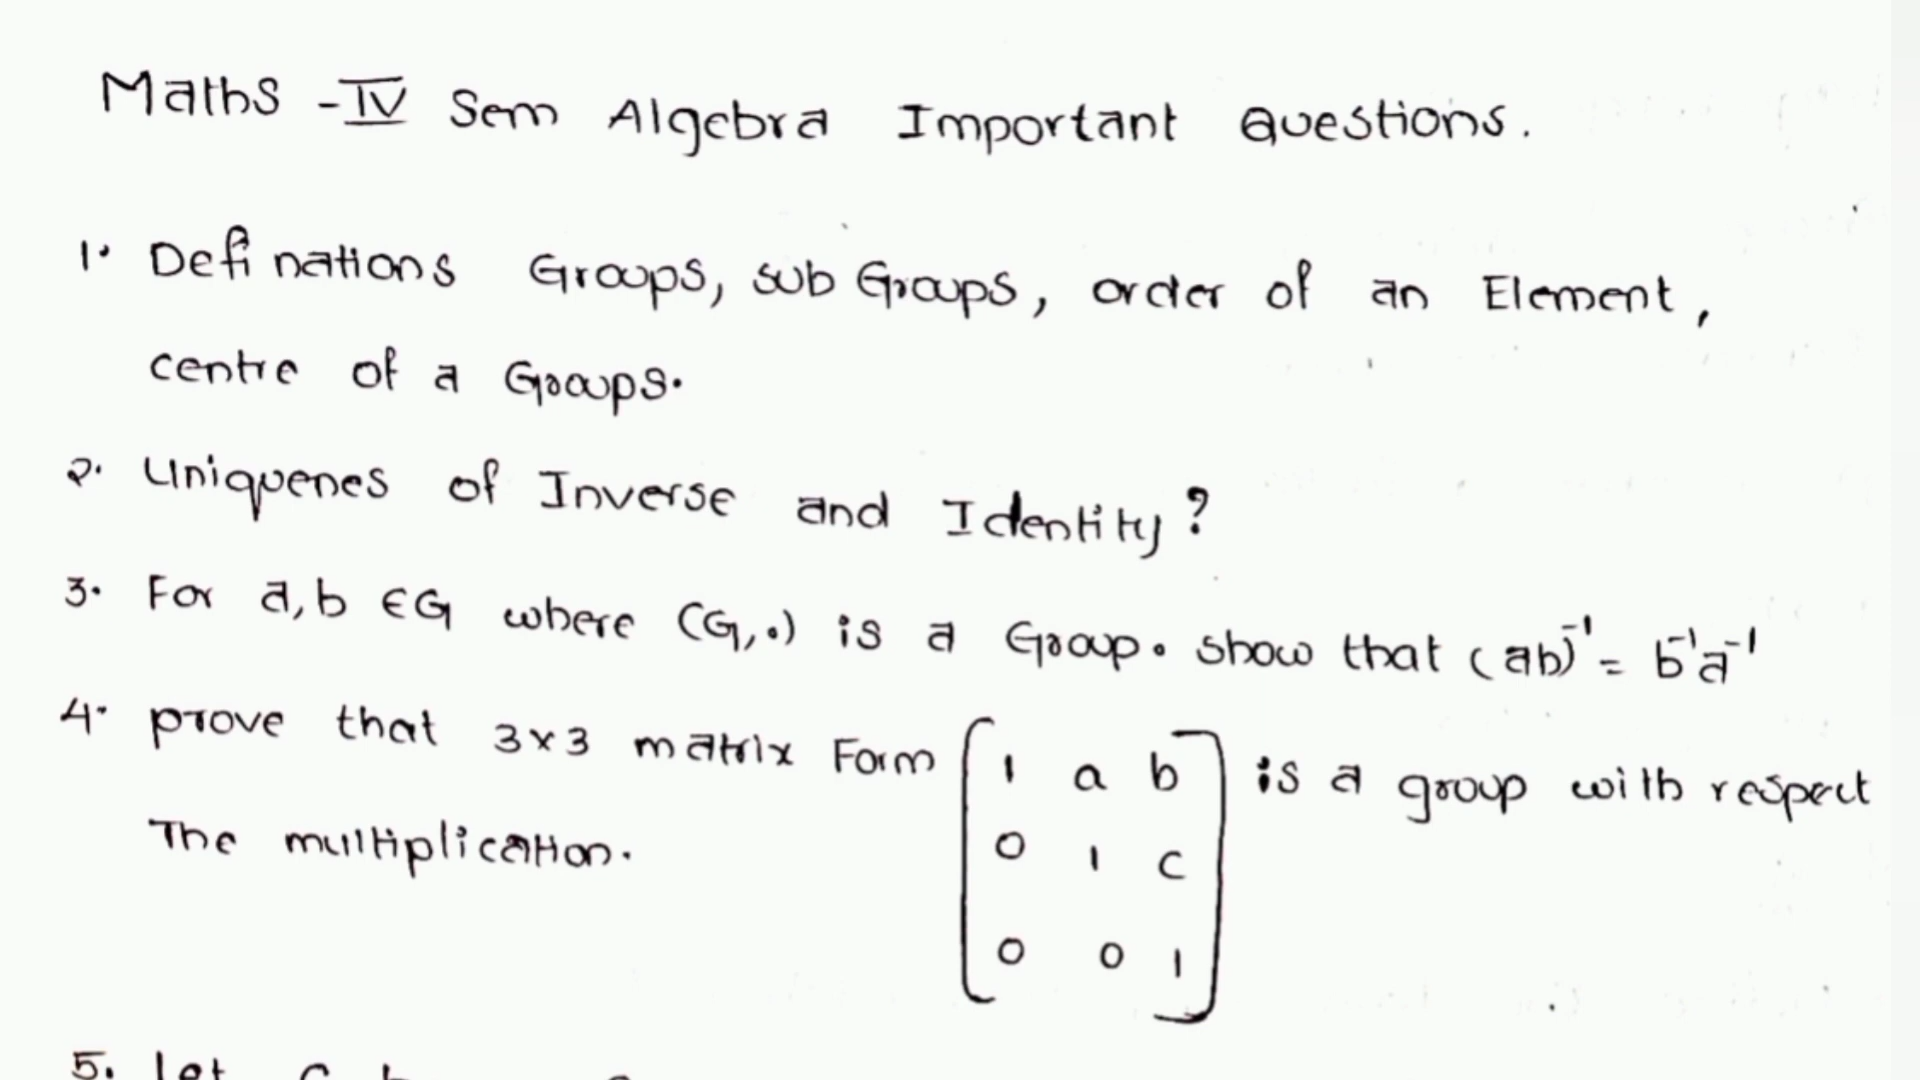 Maths - IV Sem Algebra Important Questions.
1. Definations Groups, sub Groups, order of an Element,
centre of a Groups.
2. Uniquenes of Inverse and Identity ?
3. For a, b ∈ G where (G, .) is a Group. show that (ab)⁻¹ = b⁻¹a⁻¹
4. prove that 3×3 matrix Form [1 a b
0 1 c
0 0 1] is a group with respect
The multiplication.
5. Let G be